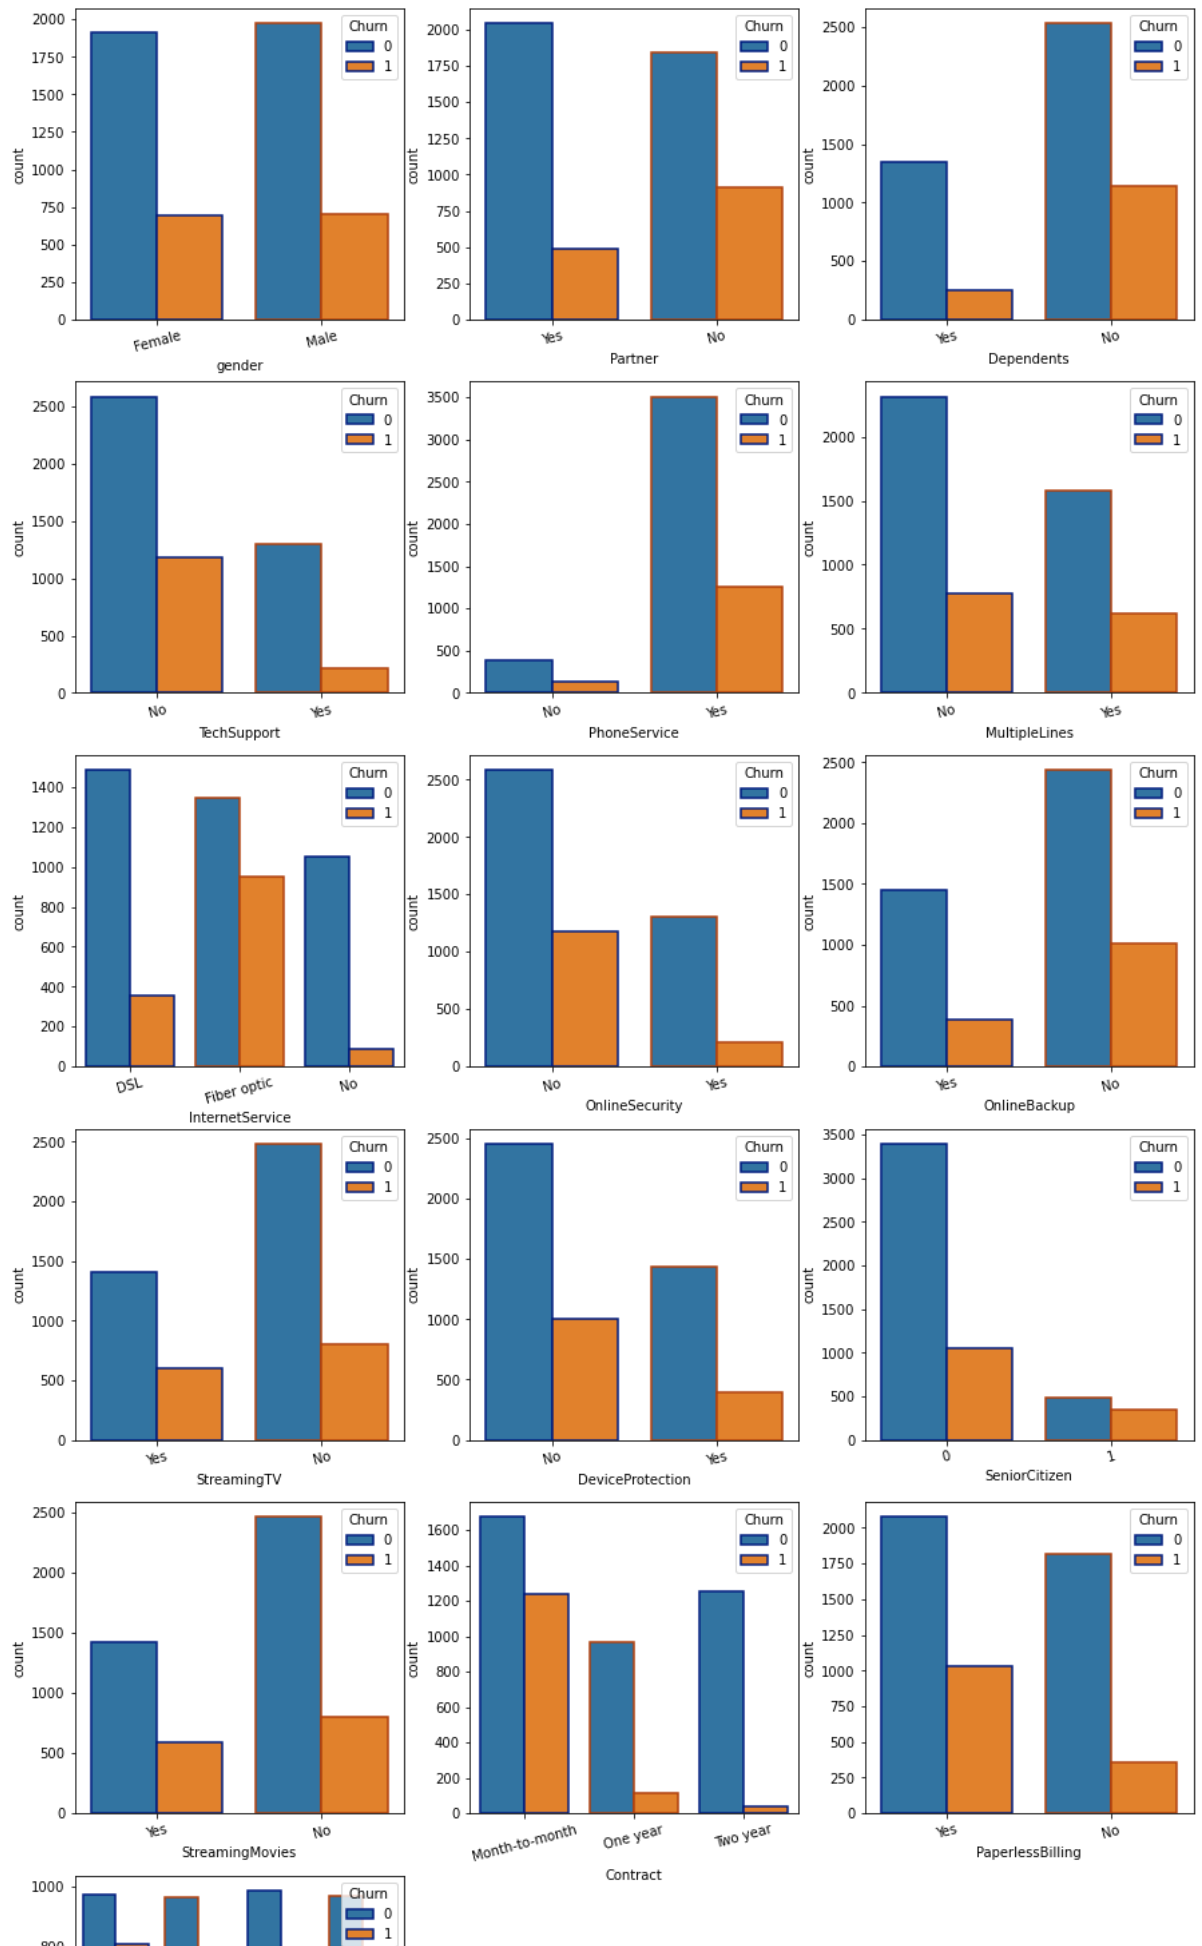 Churn
0
1
count
2000
1750
1500
1250
1000
750
500
250
0
Female
Male
gender
Churn
0
1
count
2000
1750
1500
1250
1000
750
500
250
0
Yes
No
Partner
Churn
0
1
count
2500
2000
1500
1000
500
0
Yes
No
Dependents
Churn
0
1
count
2500
2000
1500
1000
500
0
No
Yes
TechSupport
Churn
0
1
count
3500
3000
2500
2000
1500
1000
500
0
No
Yes
PhoneService
Churn
0
1
count
2000
1500
1000
500
0
No
Yes
MultipleLines
Churn
0
1
count
1400
1200
1000
800
600
400
200
0
DSL
Fiber optic
No
InternetService
Churn
0
1
count
2500
2000
1500
1000
500
0
No
Yes
OnlineSecurity
Churn
0
1
count
2500
2000
1500
1000
500
0
Yes
No
OnlineBackup
Churn
0
1
count
2500
2000
1500
1000
500
0
Yes
No
StreamingTV
Churn
0
1
count
2500
2000
1500
1000
500
0
No
Yes
DeviceProtection
Churn
0
1
count
3500
3000
2500
2000
1500
1000
500
0
0
1
SeniorCitizen
Churn
0
1
count
2500
2000
1500
1000
500
0
Yes
No
StreamingMovies
Churn
0
1
count
1600
1400
1200
1000
800
600
400
200
0
Month-to-month
One year
Two year
Contract
Churn
0
1
count
2000
1750
1500
1250
1000
750
500
250
0
Yes
No
PaperlessBilling
Churn
0
1
1000